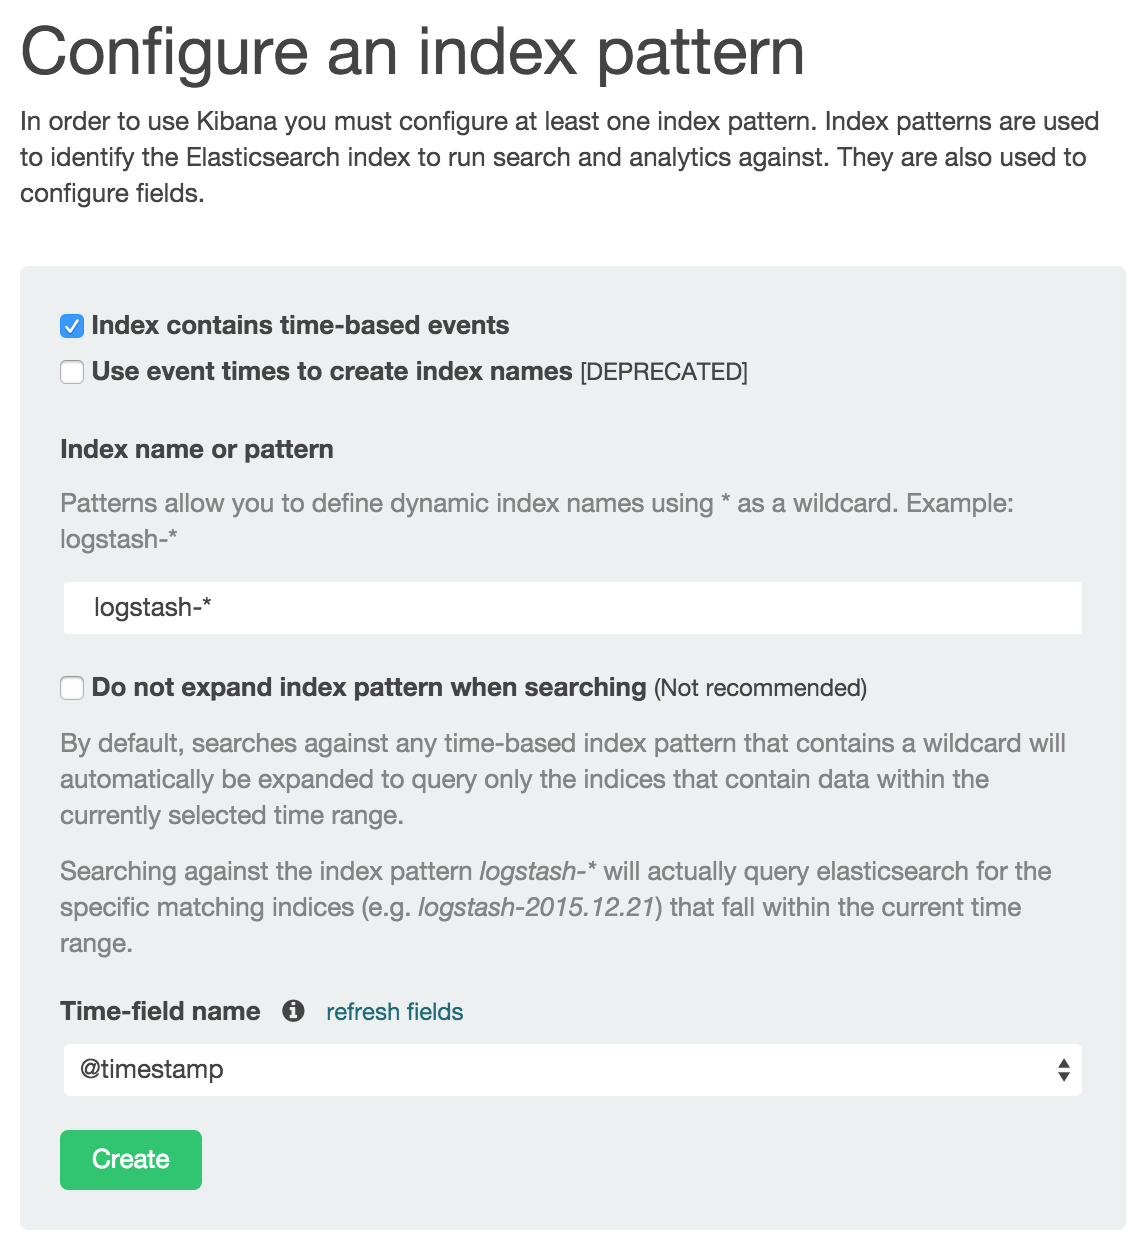 Configure an index pattern
In order to use Kibana you must configure at least one index pattern. Index patterns are used
to identify the Elasticsearch index to run search and analytics against. They are also used to
configure fields.
Index contains time-based events
Use event times to create index names [DEPRECATED]
Index name or pattern
Patterns allow you to define dynamic index names using * as a wildcard. Example:
logstash-*
logstash-*
Do not expand index pattern when searching (Not recommended)
By default, searches against any time-based index pattern that contains a wildcard will
automatically be expanded to query only the indices that contain data within the
currently selected time range.
Searching against the index pattern logstash-* will actually query elasticsearch for the
specific matching indices (e.g. logstash-2015.12.21) that fall within the current time
range.
Time-field name refresh fields
@timestamp
Create